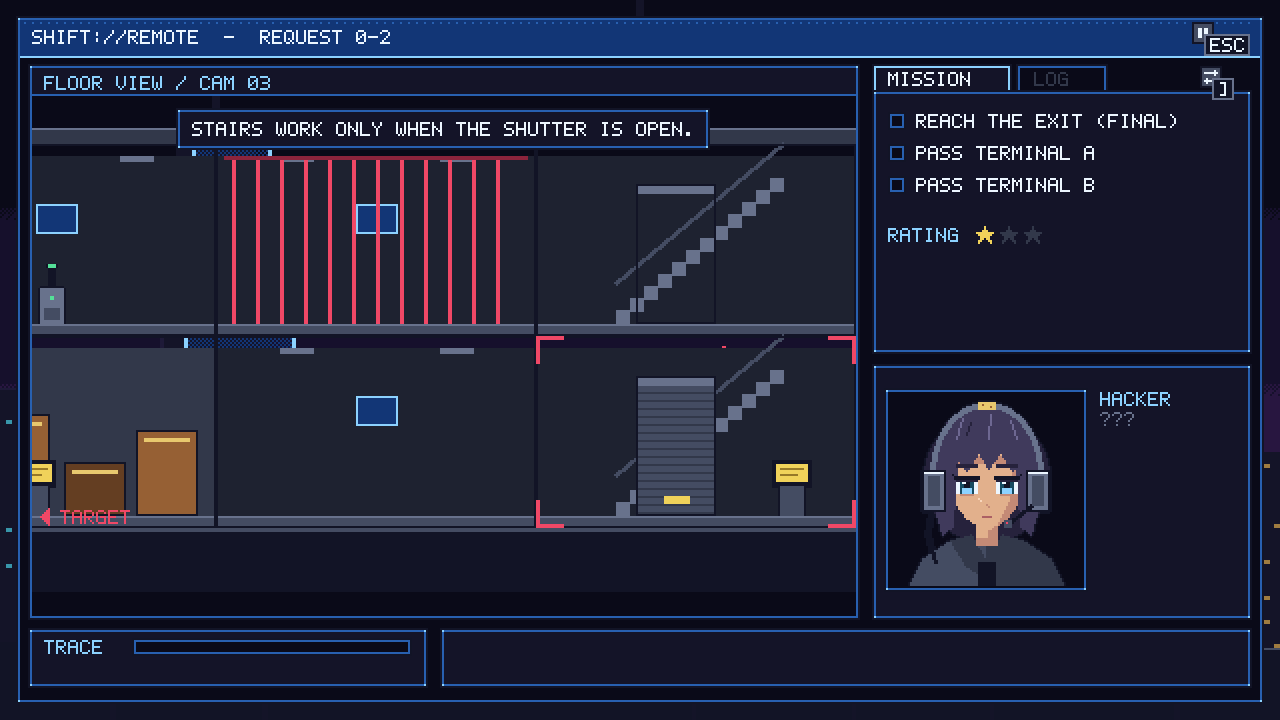 SHIFT://REMOTE – REQUEST 0-2
ESC
FLOOR VIEW / CAM 03
STAIRS WORK ONLY WHEN THE SHUTTER IS OPEN.
TARGET
MISSION
LOG
]
REACH THE EXIT (FINAL)
PASS TERMINAL A
PASS TERMINAL B
RATING
HACKER
???
TRACE